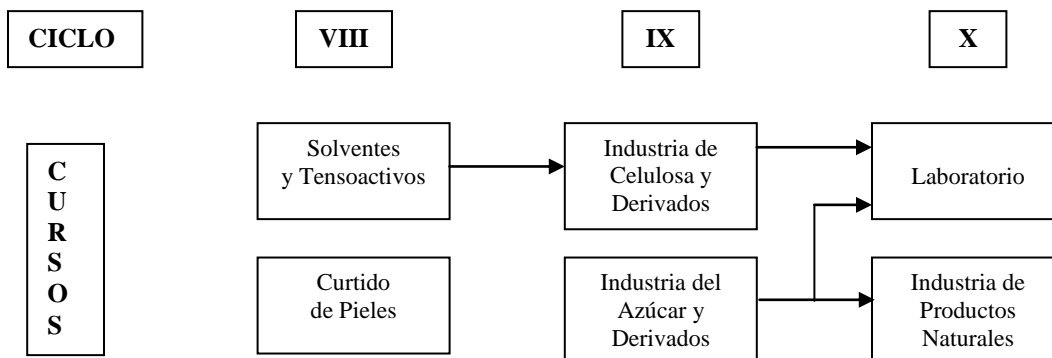 CICLO
VIII
IX
X
C
U
R
S
O
S
Solventes
y Tensoactivos
Industria de
Celulosa y
Derivados
Laboratorio
Curtido
de Pieles
Industria del
Azúcar y
Derivados
Industria de
Productos
Naturales